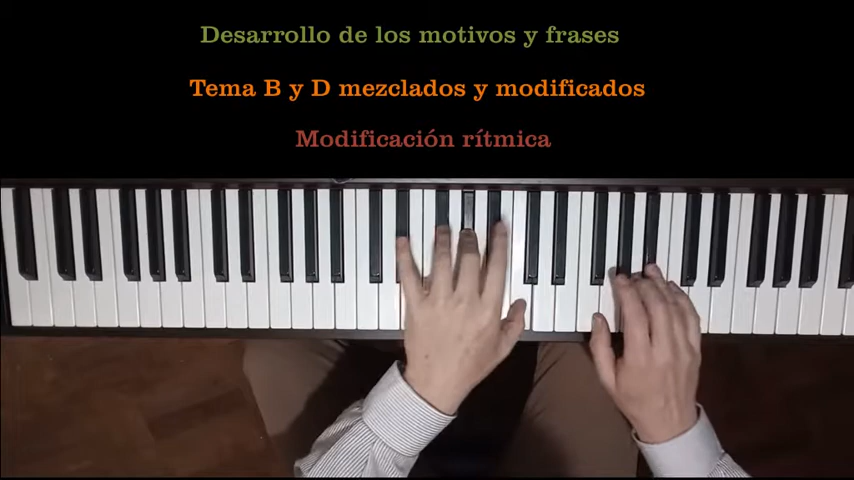 Desarrollo de los motivos y frases
Tema B y D mezclados y modificados
Modificación rítmica